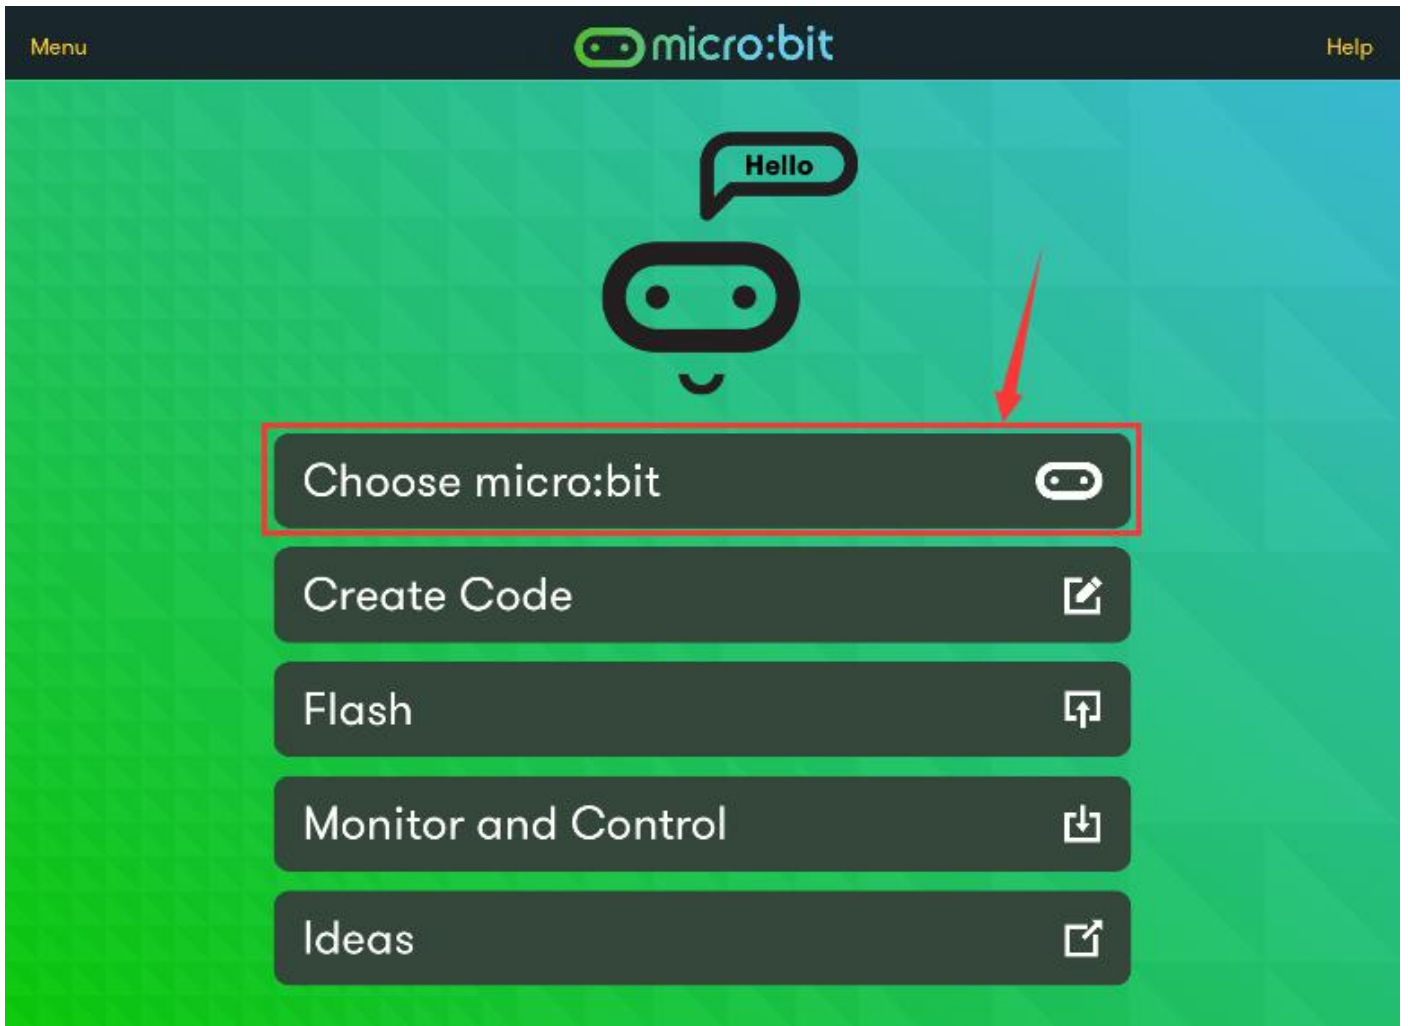 Menu
micro:bit
Help
Hello
Choose micro:bit
Create Code
Flash
Monitor and Control
Ideas